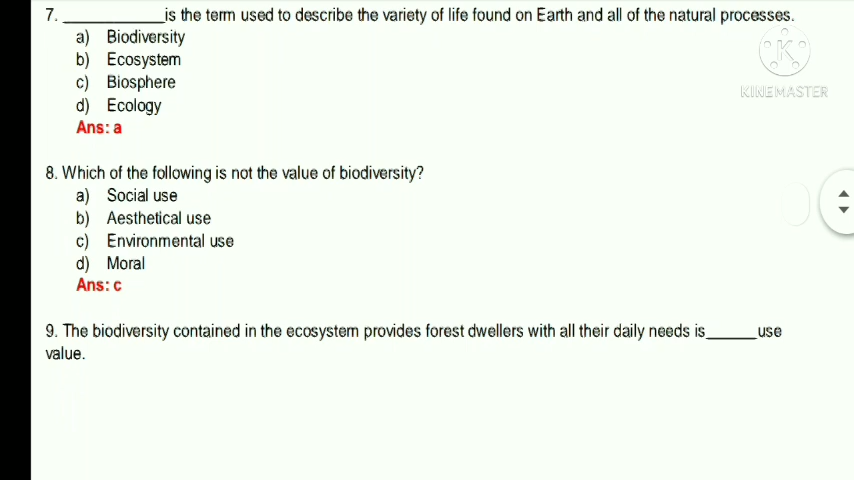 7. ____________is the term used to describe the variety of life found on Earth and all of the natural processes.
a) Biodiversity
b) Ecosystem
c) Biosphere
d) Ecology
Ans: a
K
KINEMASTER
8. Which of the following is not the value of biodiversity?
a) Social use
b) Aesthetical use
c) Environmental use
d) Moral
Ans: c
9. The biodiversity contained in the ecosystem provides forest dwellers with all their daily needs is______use
value.